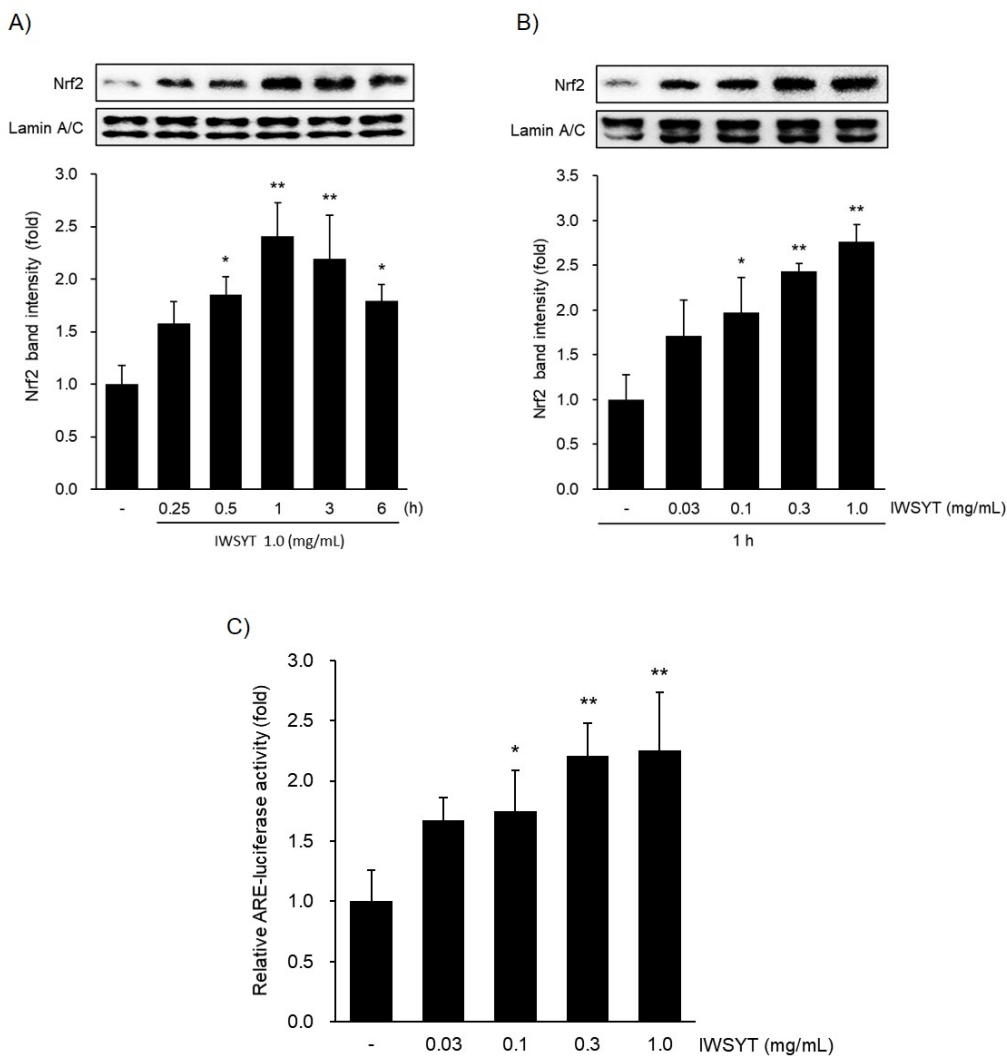 A)
Nrf2
Lamin A/C
Nrf2 band intensity (fold)
3.0
2.5
2.0
1.5
1.0
0.5
0.0
* ** ** *
- 0.25 0.5 1 3 6 (h)
IWSYT 1.0 (mg/mL)
B)
Nrf2
Lamin A/C
Nrf2 band intensity (fold)
3.5
3.0
2.5
2.0
1.5
1.0
0.5
0.0
* ** **
- 0.03 0.1 0.3 1.0 IWSYT (mg/mL)
1 h
C)
Relative ARE-luciferase activity (fold)
3.0
2.5
2.0
1.5
1.0
0.5
0.0
* ** **
- 0.03 0.1 0.3 1.0 IWSYT (mg/mL)